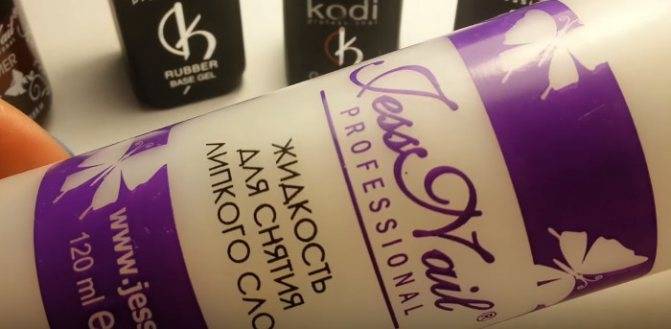 RUBBER
BASE GEL
kodi
Jess Nail®
PROFESSIONAL
ЖИДКОСТЬ
ДЛЯ СНЯТИЯ
ЛИПКОГО СЛО
www.jess
120 ml e